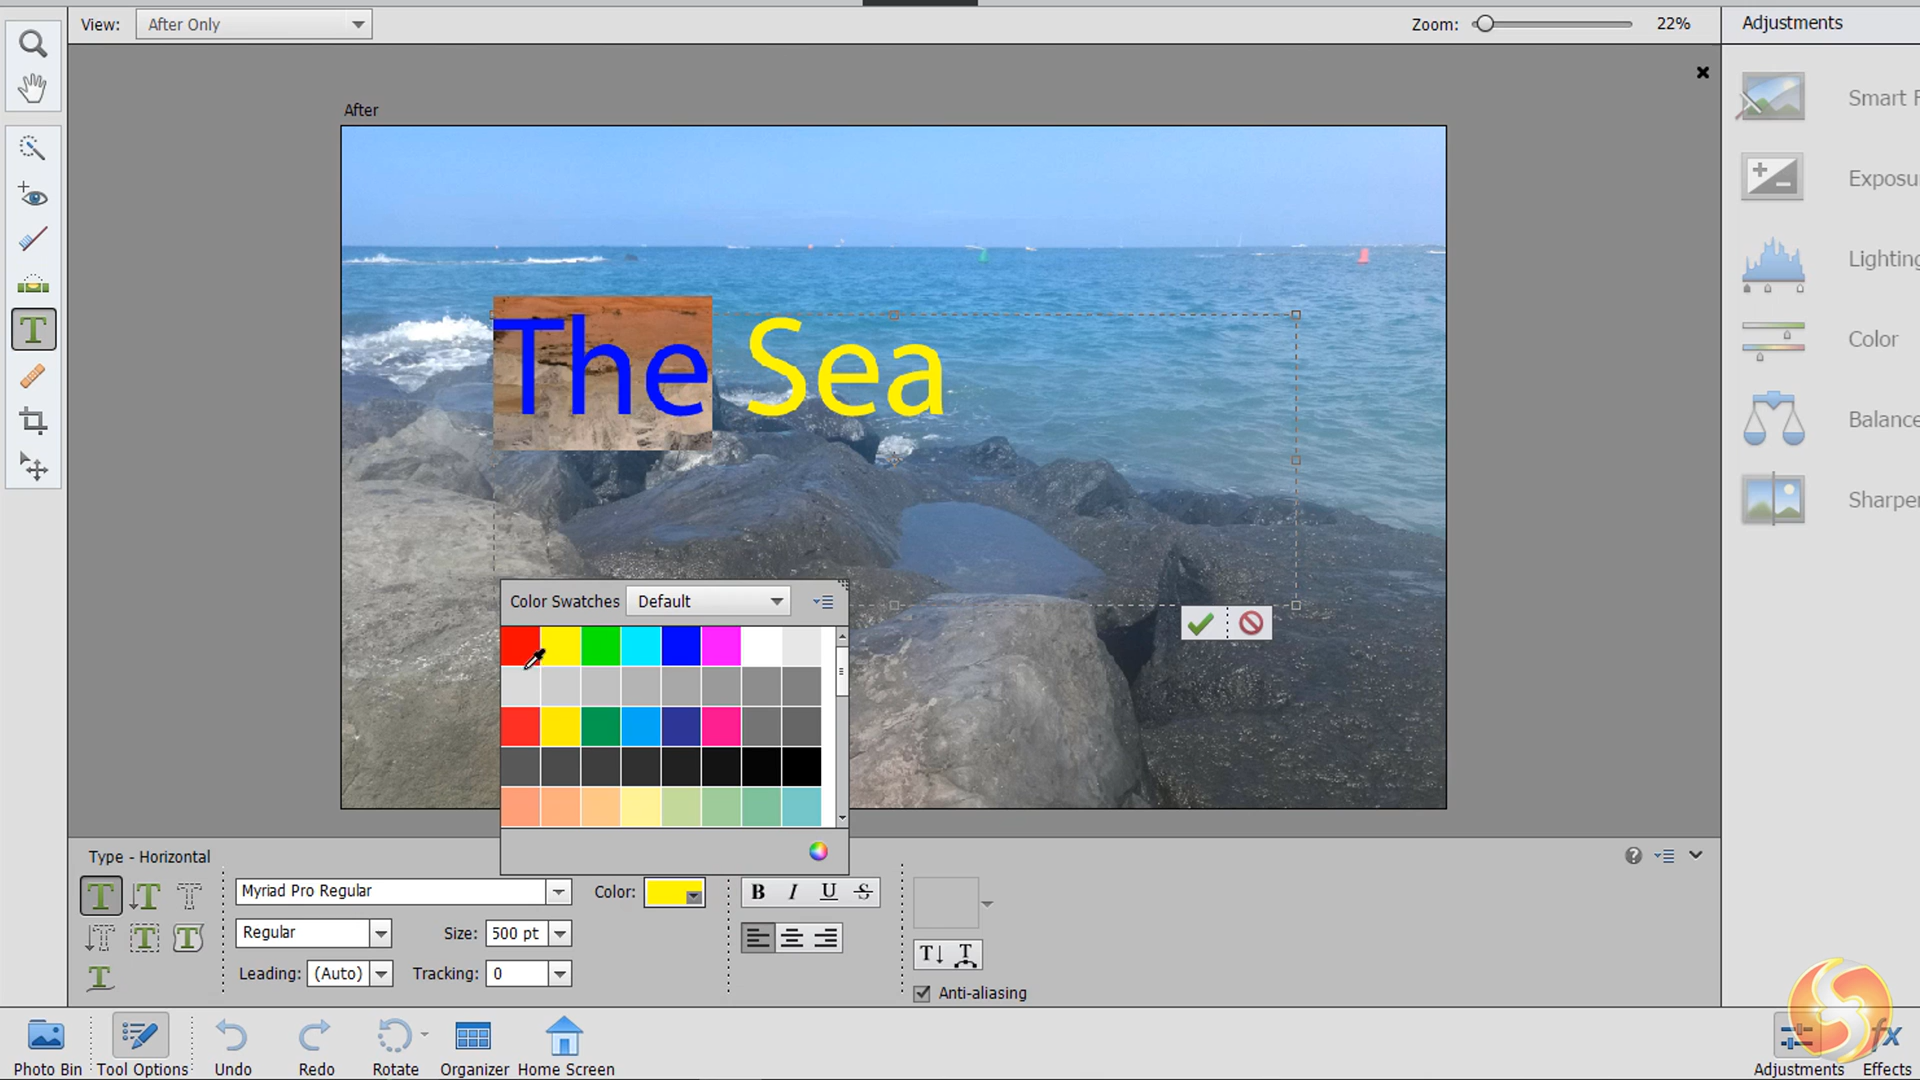 View: After Only
Zoom: 22%
Adjustments
After
Smart F
Exposu
Lighting
Color
Balance
Sharpen
The Sea
Color Swatches Default
Type - Horizontal
Myriad Pro Regular
Color:
B I U S
Regular
Size: 500 pt
Leading: (Auto)
Tracking: 0
Anti-aliasing
Photo Bin
Tool Options
Undo
Redo
Rotate
Organizer
Home Screen
Adjustments
fx
Effects